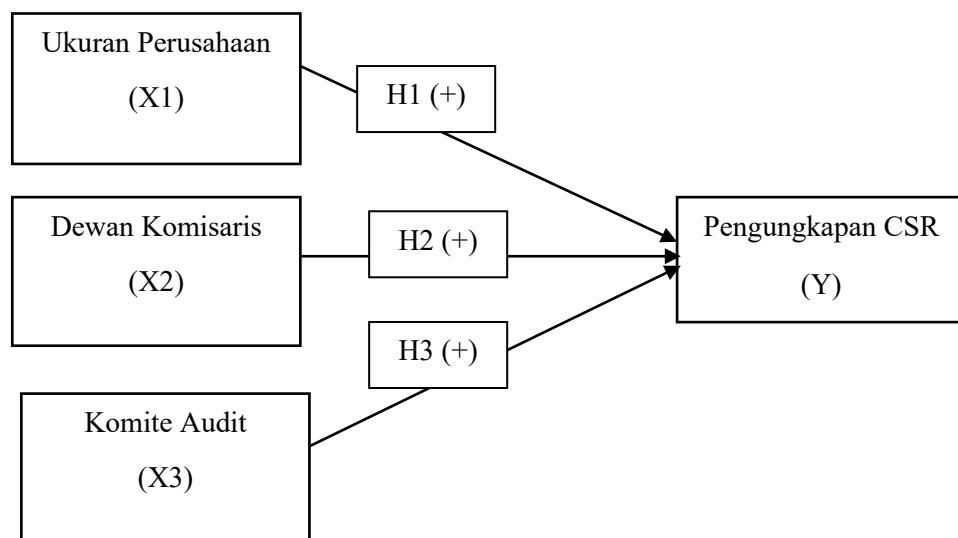 Ukuran Perusahaan
(X1)
H1 (+)
Dewan Komisaris
(X2)
H2 (+)
Pengungkapan CSR
(Y)
H3 (+)
Komite Audit
(X3)